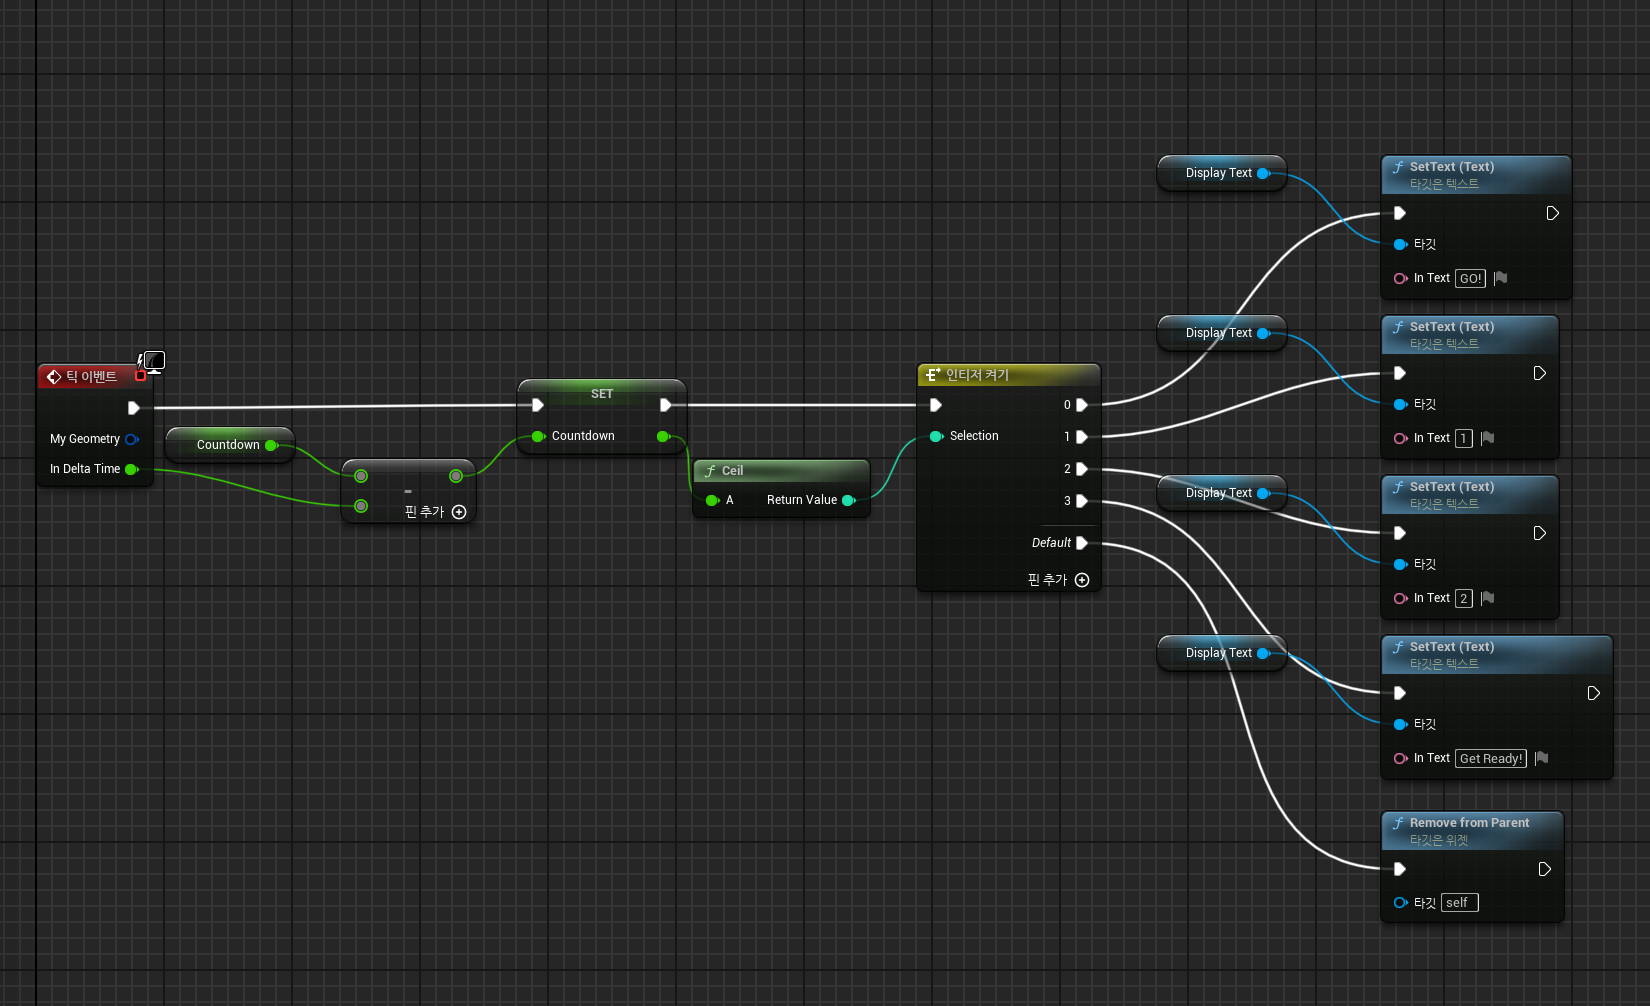 틱 이벤트
My Geometry
In Delta Time
Countdown
-
핀 추가
SET
Countdown
Ceil
A
Return Value
인티저 켜기
Selection
0
1
2
3
Default
핀 추가
Display Text
SetText (Text)
타깃은 텍스트
타깃
In Text GO!
Display Text
SetText (Text)
타깃은 텍스트
타깃
In Text 1
Display Text
SetText (Text)
타깃은 텍스트
타깃
In Text 2
Display Text
SetText (Text)
타깃은 텍스트
타깃
In Text Get Ready!
Remove from Parent
타깃은 위젯
타깃 self